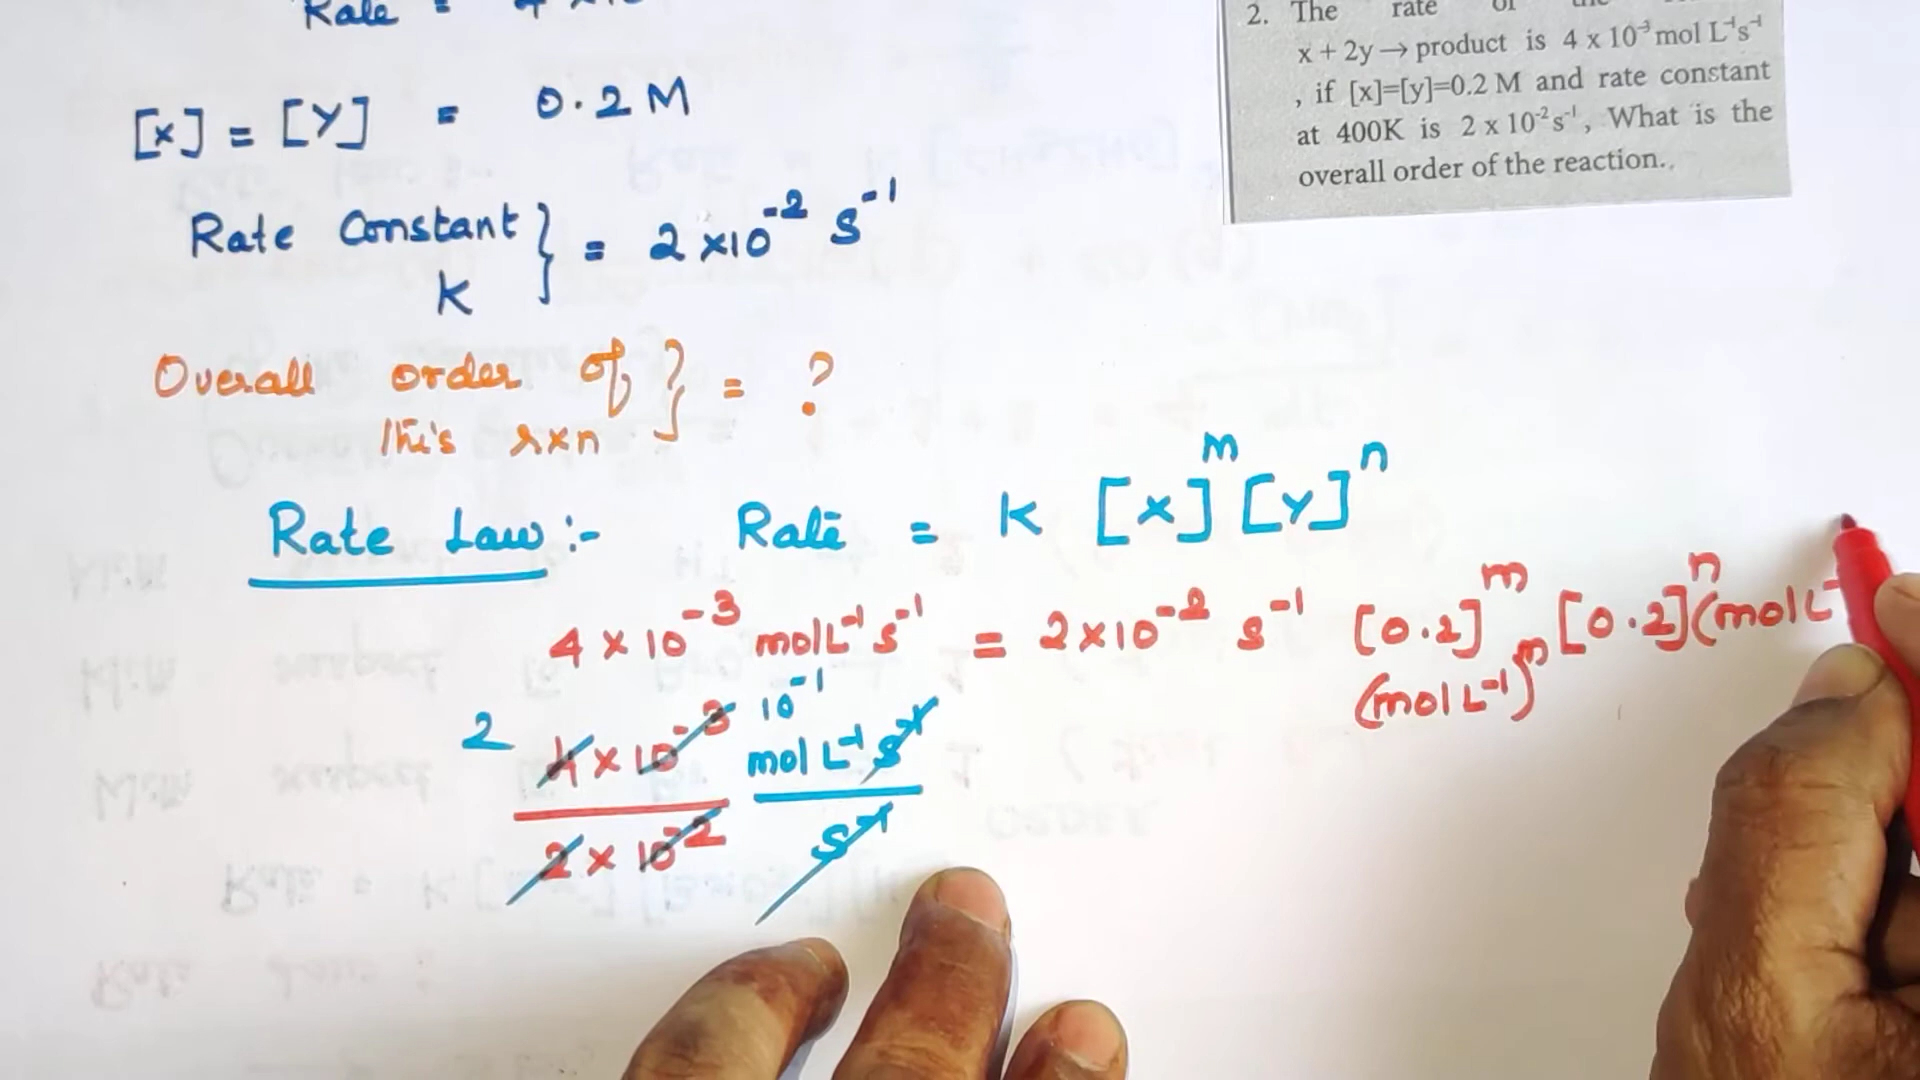 Rate =
[x] = [Y] = 0.2 M
Rate Constant } = 2 ×10⁻² s⁻¹
k
Overall order of } = ?
this rxn
Rate Law :- Rate = k [x]ᵐ [Y]ⁿ
4 × 10⁻³ mol L⁻¹ s⁻¹ = 2×10⁻² s⁻¹ [0.2]ᵐ [0.2]ⁿ (mol L⁻
(mol L⁻¹)ᵐ
10⁻¹
2 4×10⁻³ mol L⁻¹ s⁻¹
2 × 10⁻² s⁻¹
2. The rate of the
x + 2y → product is 4 x 10⁻³ mol L⁻¹s⁻¹
, if [x]=[y]=0.2 M and rate constant
at 400K is 2 x 10⁻² s⁻¹, What is the
overall order of the reaction..